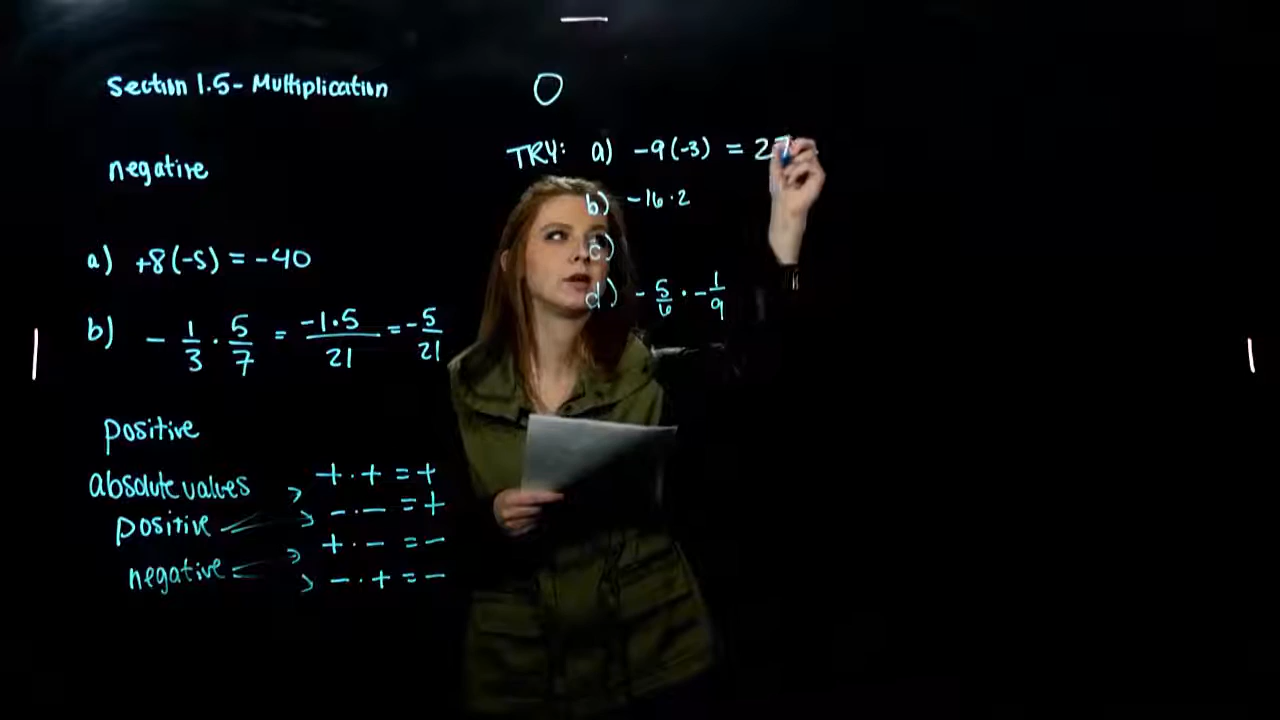 Section 1.5 - Multiplication
negative
a) +8(-5) = -40
b) - 1/3 · 5/7 = -1·5/21 = -5/21
positive
absolute values
positive
negative
+ · + = +
- · - = +
+ · - = -
- · + = -
0
TRY: a) -9(-3) = 27
b) -16 · 2
c)
d) - 5/6 · - 1/9